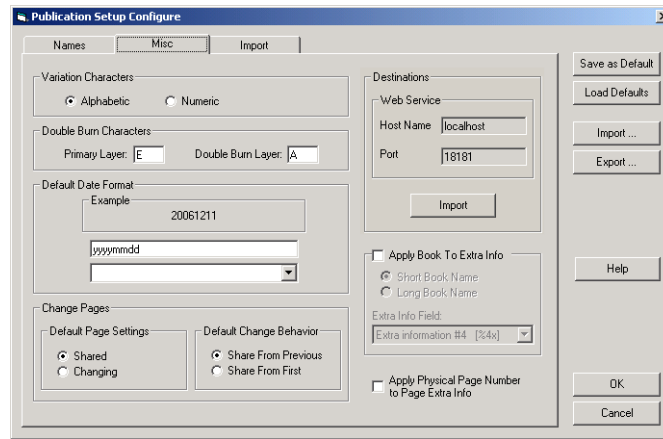 Publication Setup Configure
Names Misc Import
Variation Characters
Alphabetic Numeric
Double Burn Characters
Primary Layer: E Double Burn Layer: A
Default Date Format
Example
20061211
yyyymmdd
Change Pages
Default Page Settings
Shared
Changing
Default Change Behavior
Share From Previous
Share From First
Destinations
Web Service
Host Name localhost
Port 18181
Import
Apply Book To Extra Info
Short Book Name
Long Book Name
Extra Info Field:
Extra information #4 [%4x]
Apply Physical Page Number
to Page Extra Info
Save as Default
Load Defaults
Import ...
Export ...
Help
OK
Cancel